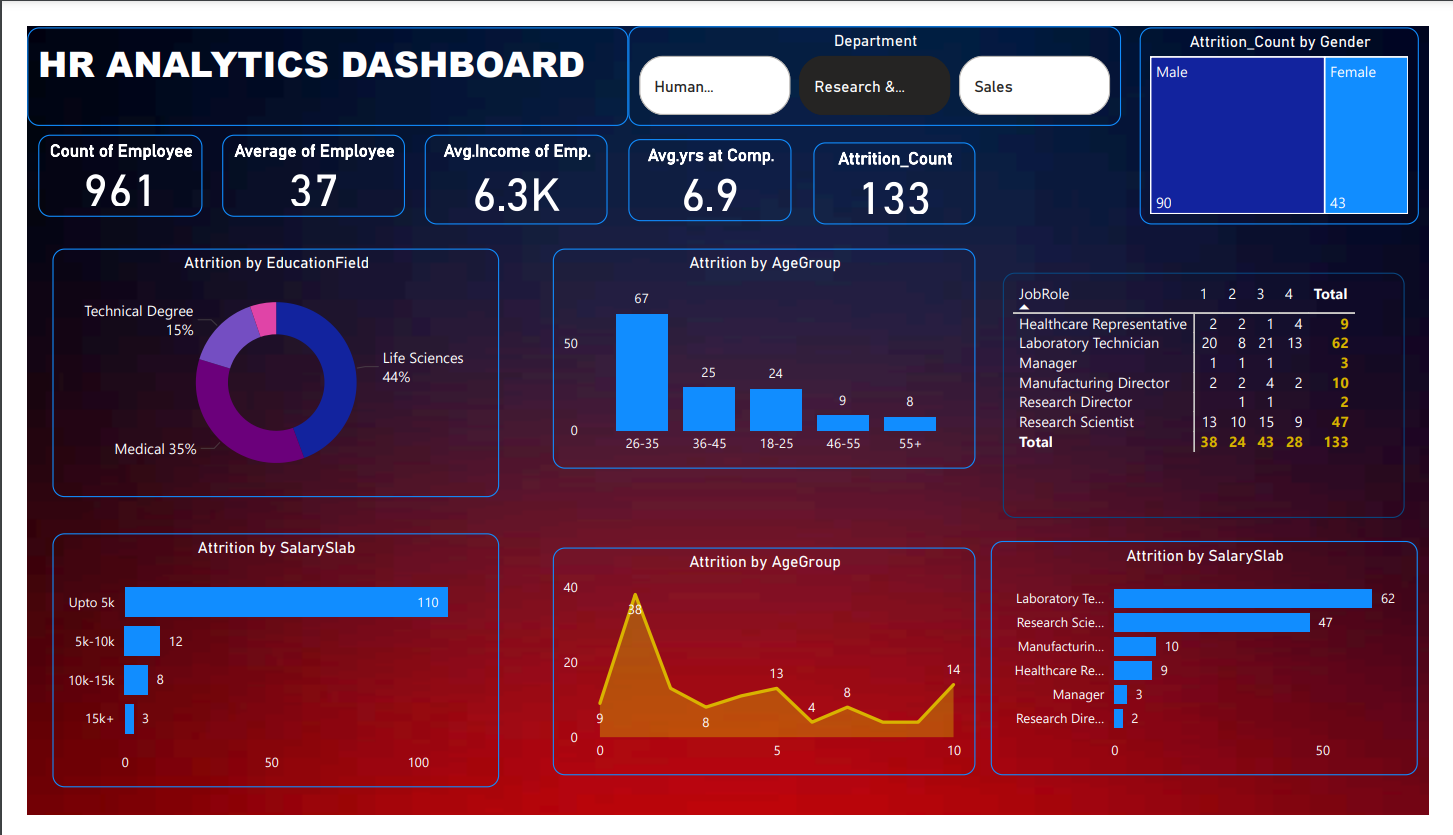 HR ANALYTICS DASHBOARD
Department
Human...
Research &...
Sales
Attrition_Count by Gender
Male
Female
90
43
Count of Employee
961
Average of Employee
37
Avg.Income of Emp.
6.3K
Avg.yrs at Comp.
6.9
Attrition_Count
133
Attrition by EducationField
Technical Degree
15%
Life Sciences
44%
Medical 35%
Attrition by AgeGroup
67
50
25
24
9
8
0
26-35 36-45 18-25 46-55 55+
JobRole 1 2 3 4 Total
Healthcare Representative 2 2 1 4 9
Laboratory Technician 20 8 21 13 62
Manager 1 1 1 3
Manufacturing Director 2 2 4 2 10
Research Director 1 1 2
Research Scientist 13 10 15 9 47
Total 38 24 43 28 133
Attrition by SalarySlab
Upto 5k 110
5k-10k 12
10k-15k 8
15k+ 3
0 50 100
Attrition by AgeGroup
40
38
20
13
14
8
4
9
8
0
0 5 10
Attrition by SalarySlab
Laboratory Te... 62
Research Scie... 47
Manufacturin... 10
Healthcare Re... 9
Manager 3
Research Dire... 2
0 50